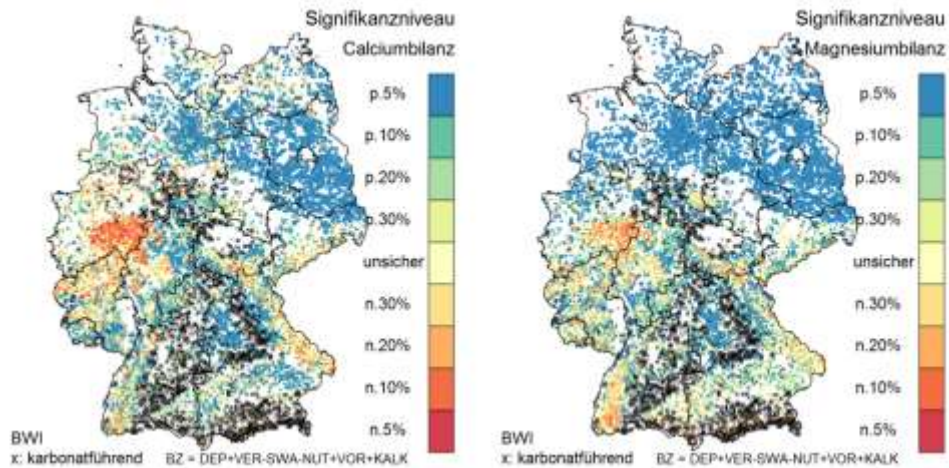 Signifikanzniveau
Calciumbilanz
p.5%
p.10%
p.20%
p.30%
unsicher
n.30%
n.20%
n.10%
n.5%
BWI
x: karbonatführend BZ = DEP+VER-SWA-NUT+VOR+KALK
Signifikanzniveau
Magnesiumbilanz
p.5%
p.10%
p.20%
p.30%
unsicher
n.30%
n.20%
n.10%
n.5%
BWI
x: karbonatführend BZ = DEP+VER-SWA-NUT+VOR+KALK